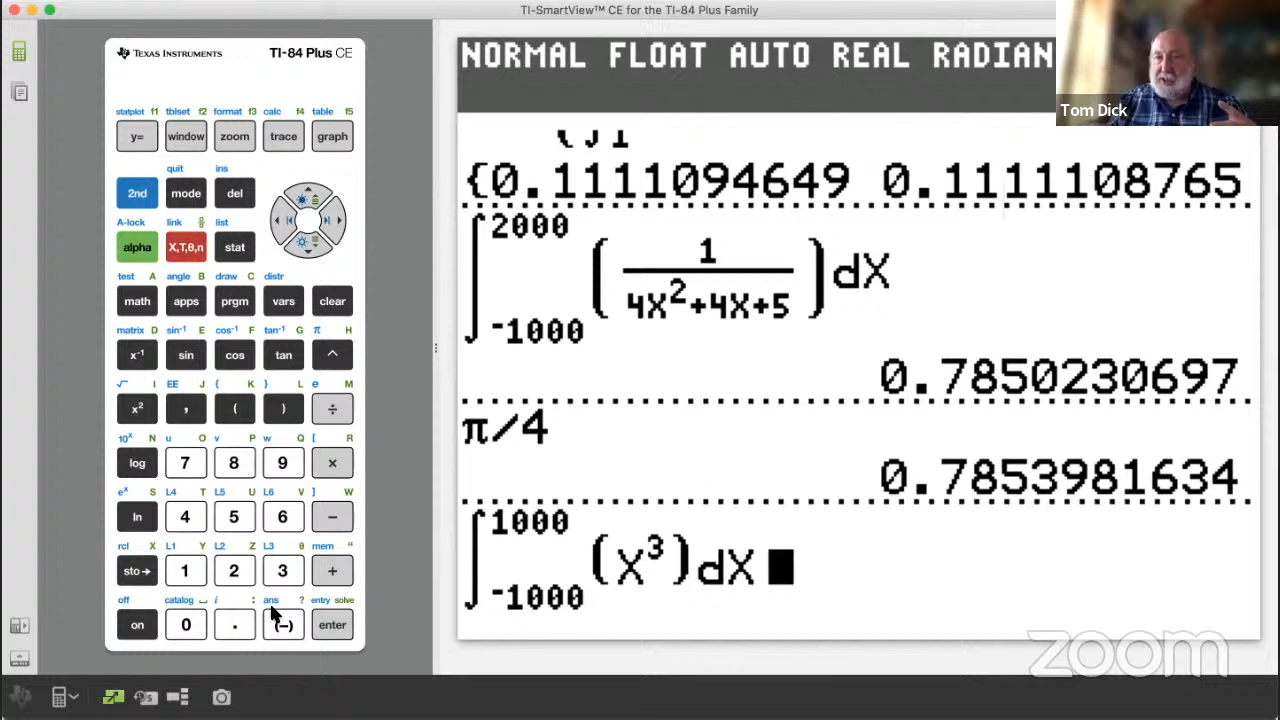 TI-SmartView™ CE for the TI-84 Plus Family
TEXAS INSTRUMENTS TI-84 Plus CE
statplot f1 tblset f2 format f3 calc f4 table f5
y= window zoom trace graph
quit ins
2nd mode del
A-lock link list
alpha X,T,θ,n stat
test A angle B draw C distr
math apps prgm vars clear
matrix D sin⁻¹ E cos⁻¹ F tan⁻¹ G π H
x⁻¹ sin cos tan ^
√ I EE J { K } L e M
x² , ( ) ÷
10ˣ N u O v P w Q [ R
log 7 8 9 ×
eˣ S L4 T L5 U L6 V ] W
ln 4 5 6 −
rcl X L1 Y L2 Z L3 θ mem "
sto→ 1 2 3 +
off catalog ⎵ i : ans ? entry solve
on 0 . (−) enter
NORMAL FLOAT AUTO REAL RADIAN
{0.1111094649 0.1111108765
∫ 2000 -1000 (1/(4X²+4X+5))dX
0.7850230697
π/4
0.7853981634
∫ 1000 -1000 (X³)dX
Tom Dick
zoom